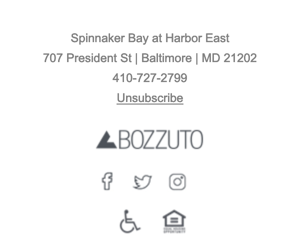 Spinnaker Bay at Harbor East
707 President St | Baltimore | MD 21202
410-727-2799
Unsubscribe
BOZZUTO